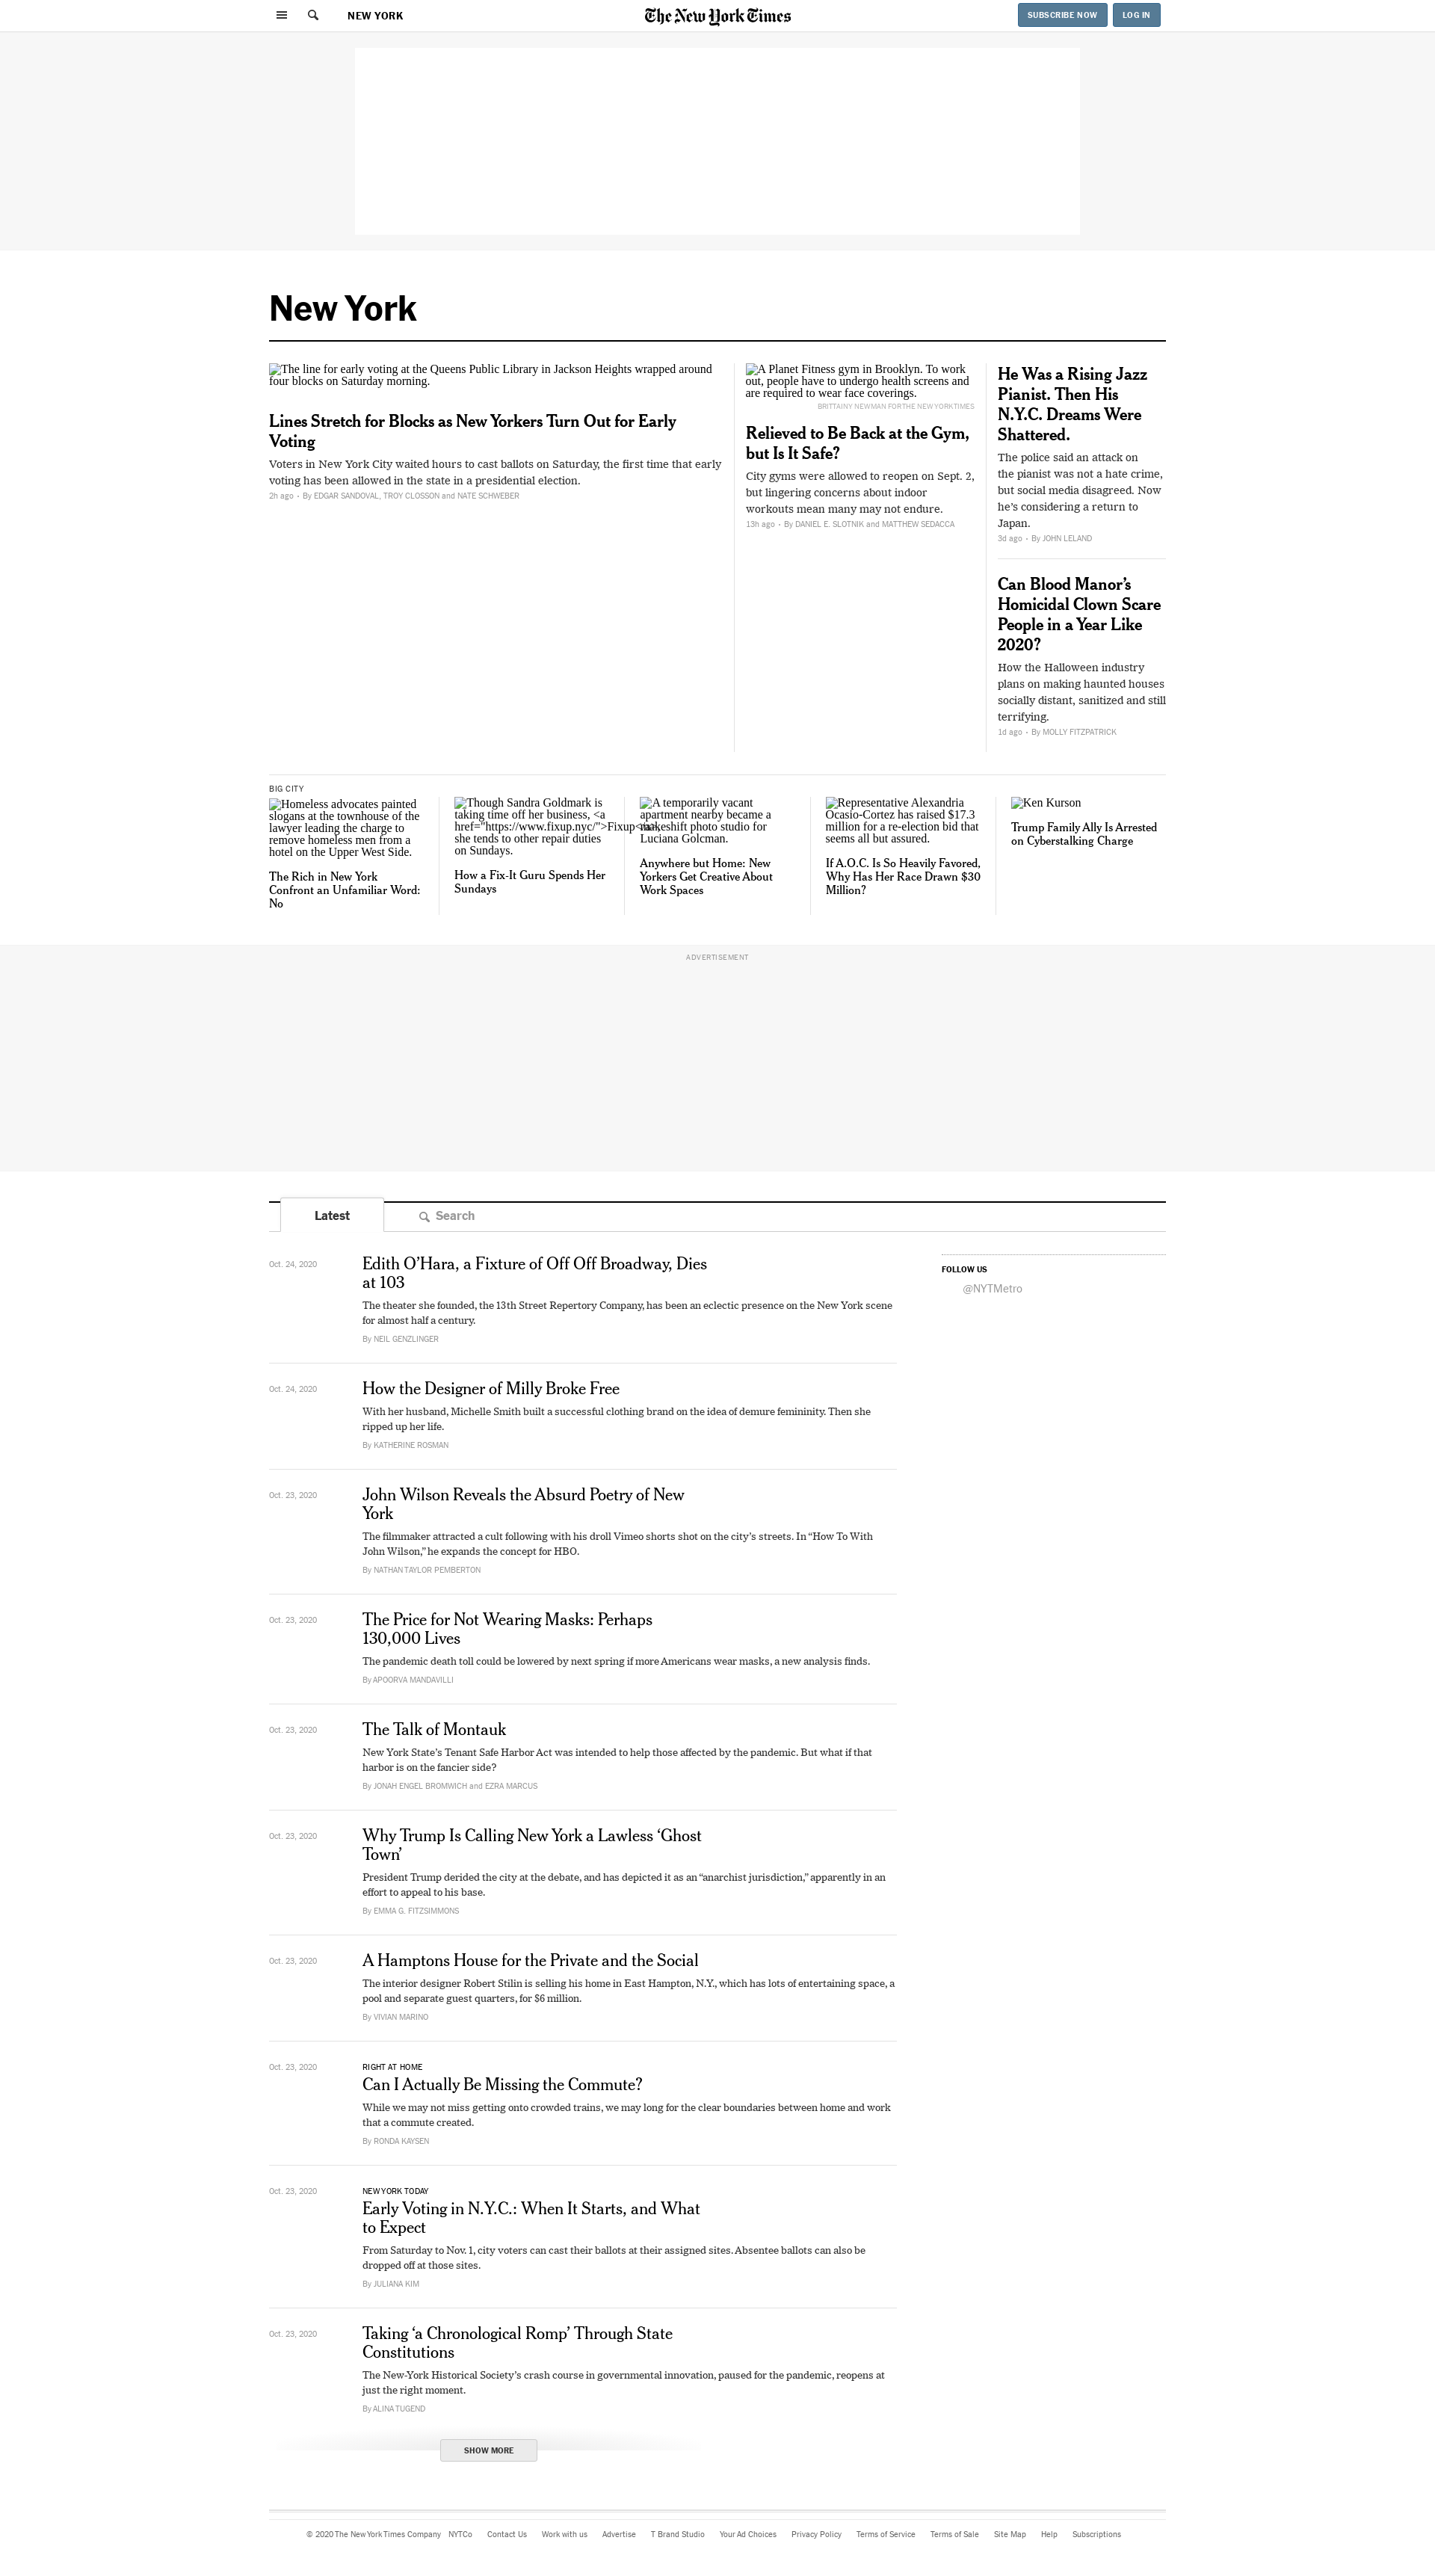 NEW YORK
The New York Times
SUBSCRIBE NOW
LOG IN
New York
The line for early voting at the Queens Public Library in Jackson Heights wrapped around
four blocks on Saturday morning.
Lines Stretch for Blocks as New Yorkers Turn Out for Early
Voting
Voters in New York City waited hours to cast ballots on Saturday, the first time that early
voting has been allowed in the state in a presidential election.
2h ago • By EDGAR SANDOVAL, TROY CLOSSON and NATE SCHWEBER
A Planet Fitness gym in Brooklyn. To work
out, people have to undergo health screens and
are required to wear face coverings.
BRITTAINY NEWMAN FOR THE NEW YORK TIMES
Relieved to Be Back at the Gym,
but Is It Safe?
City gyms were allowed to reopen on Sept. 2,
but lingering concerns about indoor
workouts mean many may not endure.
13h ago • By DANIEL E. SLOTNIK and MATTHEW SEDACCA
He Was a Rising Jazz
Pianist. Then His
N.Y.C. Dreams Were
Shattered.
The police said an attack on
the pianist was not a hate crime,
but social media disagreed. Now
he’s considering a return to
Japan.
3d ago • By JOHN LELAND
Can Blood Manor’s
Homicidal Clown Scare
People in a Year Like
2020?
How the Halloween industry
plans on making haunted houses
socially distant, sanitized and still
terrifying.
1d ago • By MOLLY FITZPATRICK
BIG CITY
Homeless advocates painted
slogans at the townhouse of the
lawyer leading the charge to
remove homeless men from a
hotel on the Upper West Side.
The Rich in New York
Confront an Unfamiliar Word:
No
Though Sandra Goldmark is
taking time off her business, <a
href="https://www.fixup.nyc/">Fixup</a>,
she tends to other repair duties
on Sundays.
How a Fix-It Guru Spends Her
Sundays
A temporarily vacant
apartment nearby became a
makeshift photo studio for
Luciana Golcman.
Anywhere but Home: New
Yorkers Get Creative About
Work Spaces
Representative Alexandria
Ocasio-Cortez has raised $17.3
million for a re-election bid that
seems all but assured.
If A.O.C. Is So Heavily Favored,
Why Has Her Race Drawn $30
Million?
Ken Kurson
Trump Family Ally Is Arrested
on Cyberstalking Charge
ADVERTISEMENT
Latest
Search
Oct. 24, 2020
Edith O’Hara, a Fixture of Off Off Broadway, Dies
at 103
The theater she founded, the 13th Street Repertory Company, has been an eclectic presence on the New York scene
for almost half a century.
By NEIL GENZLINGER
FOLLOW US
@NYTMetro
Oct. 24, 2020
How the Designer of Milly Broke Free
With her husband, Michelle Smith built a successful clothing brand on the idea of demure femininity. Then she
ripped up her life.
By KATHERINE ROSMAN
Oct. 23, 2020
John Wilson Reveals the Absurd Poetry of New
York
The filmmaker attracted a cult following with his droll Vimeo shorts shot on the city’s streets. In “How To With
John Wilson,” he expands the concept for HBO.
By NATHAN TAYLOR PEMBERTON
Oct. 23, 2020
The Price for Not Wearing Masks: Perhaps
130,000 Lives
The pandemic death toll could be lowered by next spring if more Americans wear masks, a new analysis finds.
By APOORVA MANDAVILLI
Oct. 23, 2020
The Talk of Montauk
New York State’s Tenant Safe Harbor Act was intended to help those affected by the pandemic. But what if that
harbor is on the fancier side?
By JONAH ENGEL BROMWICH and EZRA MARCUS
Oct. 23, 2020
Why Trump Is Calling New York a Lawless ‘Ghost
Town’
President Trump derided the city at the debate, and has depicted it as an “anarchist jurisdiction,” apparently in an
effort to appeal to his base.
By EMMA G. FITZSIMMONS
Oct. 23, 2020
A Hamptons House for the Private and the Social
The interior designer Robert Stilin is selling his home in East Hampton, N.Y., which has lots of entertaining space, a
pool and separate guest quarters, for $6 million.
By VIVIAN MARINO
Oct. 23, 2020
RIGHT AT HOME
Can I Actually Be Missing the Commute?
While we may not miss getting onto crowded trains, we may long for the clear boundaries between home and work
that a commute created.
By RONDA KAYSEN
Oct. 23, 2020
NEW YORK TODAY
Early Voting in N.Y.C.: When It Starts, and What
to Expect
From Saturday to Nov. 1, city voters can cast their ballots at their assigned sites. Absentee ballots can also be
dropped off at those sites.
By JULIANA KIM
Oct. 23, 2020
Taking ‘a Chronological Romp’ Through State
Constitutions
The New-York Historical Society’s crash course in governmental innovation, paused for the pandemic, reopens at
just the right moment.
By ALINA TUGEND
SHOW MORE
© 2020 The New York Times Company NYTCo Contact Us Work with us Advertise T Brand Studio Your Ad Choices Privacy Policy Terms of Service Terms of Sale Site Map Help Subscriptions